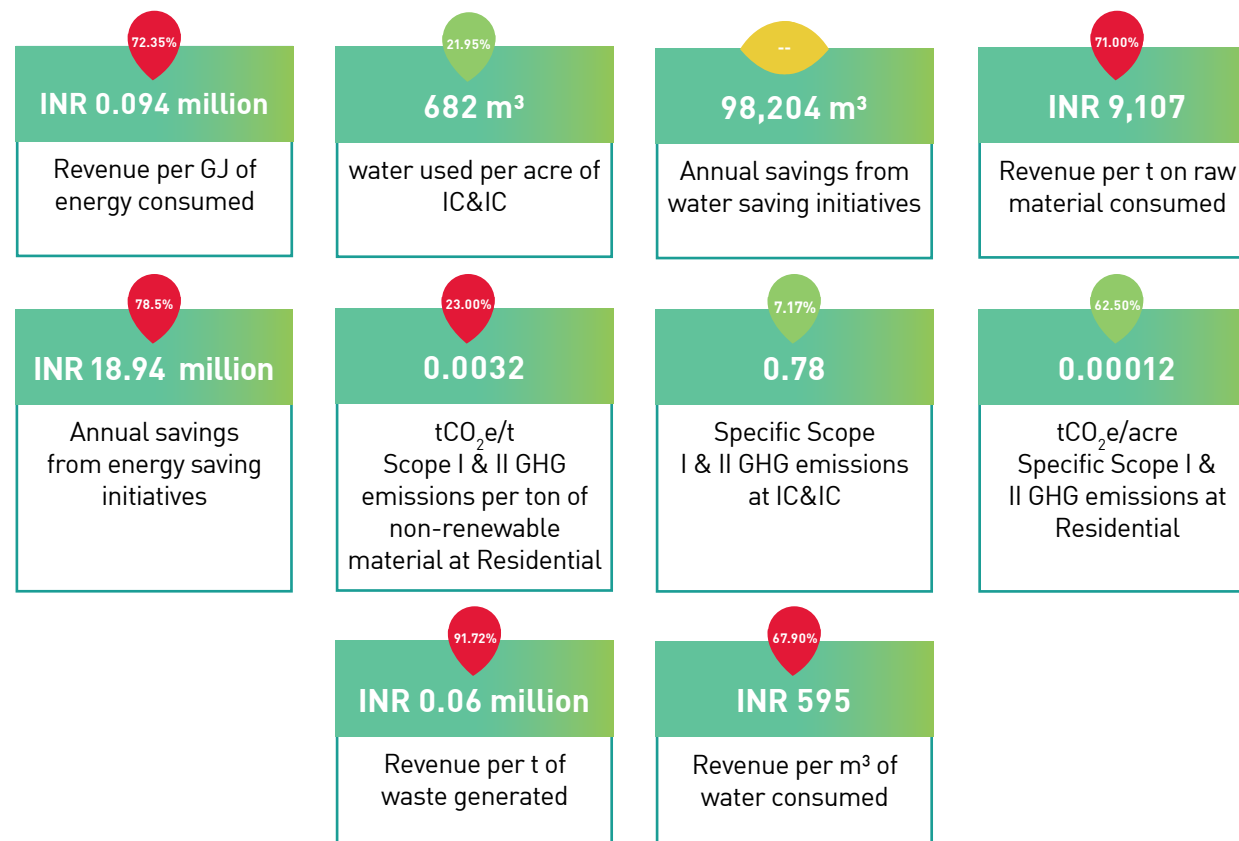 72.35%
INR 0.094 million
Revenue per GJ of
energy consumed
21.95%
682 m³
water used per acre of
IC&IC
--
98,204 m³
Annual savings from
water saving initiatives
71.00%
INR 9,107
Revenue per t on raw
material consumed
78.5%
INR 18.94 million
Annual savings
from energy saving
initiatives
23.00%
0.0032
tCO₂e/t
Scope I & II GHG
emissions per ton of
non-renewable
material at Residential
7.17%
0.78
Specific Scope
I & II GHG emissions
at IC&IC
62.50%
0.00012
tCO₂e/acre
Specific Scope I &
II GHG emissions at
Residential
91.72%
INR 0.06 million
Revenue per t of
waste generated
67.90%
INR 595
Revenue per m³ of
water consumed